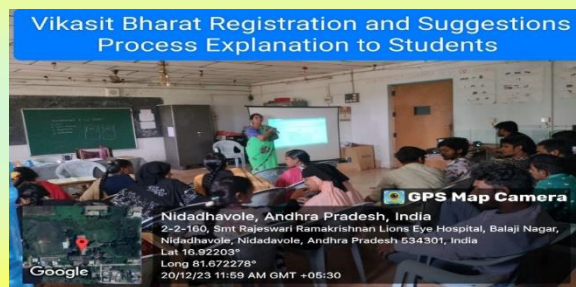 Vikasit Bharat Registration and Suggestions
Process Explanation to Students
GPS Map Camera
Nidadhavole, Andhra Pradesh, India
2-2-160, Smt Rajeswari Ramakrishnan Lions Eye Hospital, Balaji Nagar,
Nidadhavole, Nidadavole, Andhra Pradesh 534301, India
Lat 16.92203°
Long 81.672278°
20/12/23 11:59 AM GMT +05:30
Google